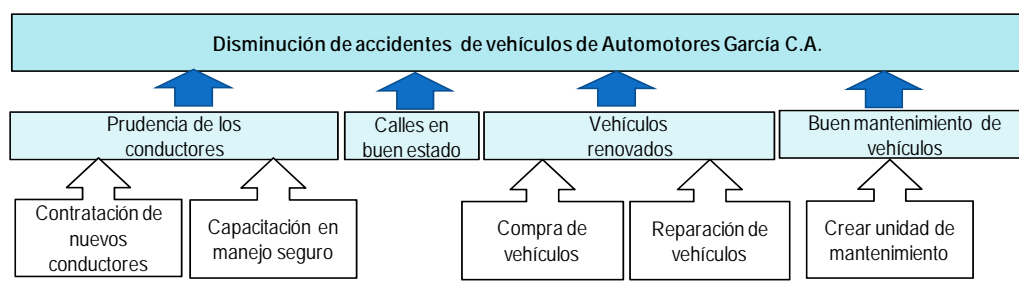 Disminución de accidentes de vehículos de Automotores García C.A.
Prudencia de los
conductores
Calles en
buen estado
Vehículos
renovados
Buen mantenimiento de
vehículos
Contratación de
nuevos
conductores
Capacitación en
manejo seguro
Compra de
vehículos
Reparación de
vehículos
Crear unidad de
mantenimiento